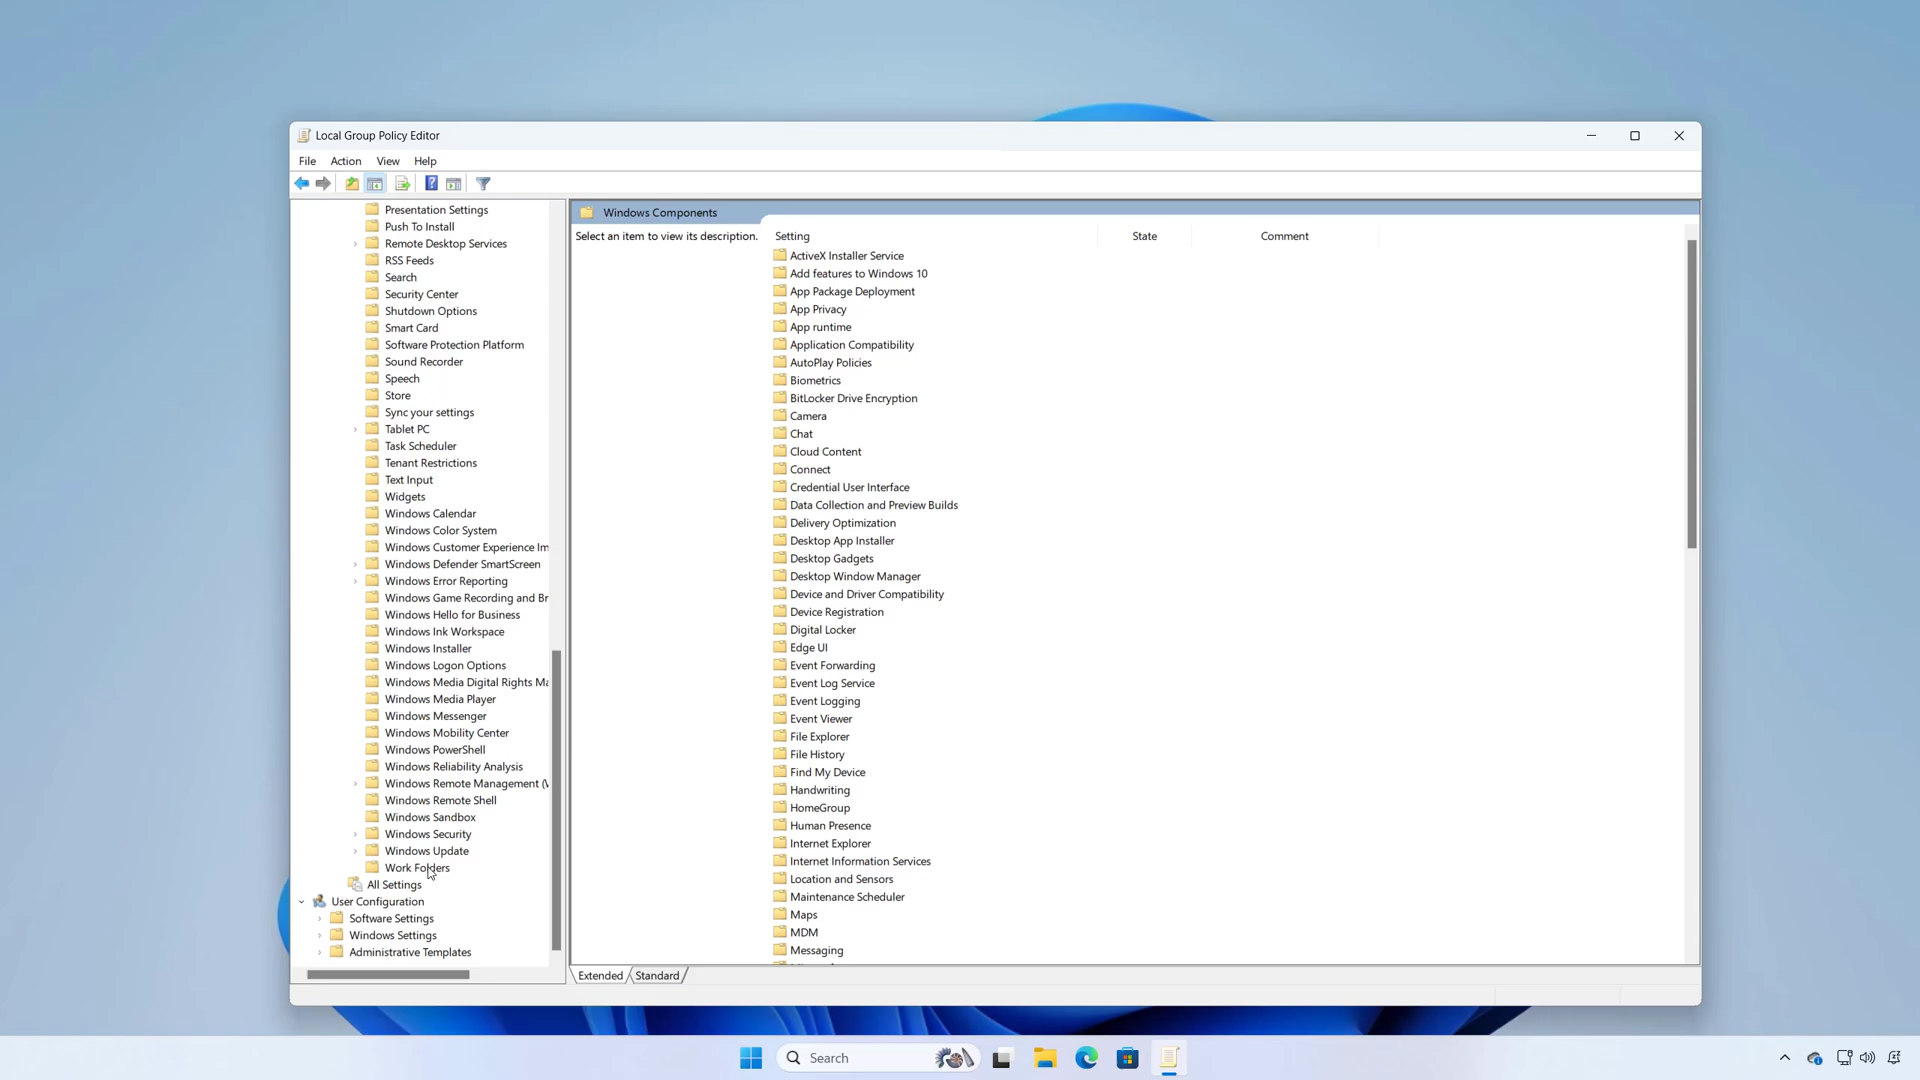 Local Group Policy Editor
File Action View Help
Presentation Settings
Push To Install
Remote Desktop Services
RSS Feeds
Search
Security Center
Shutdown Options
Smart Card
Software Protection Platform
Sound Recorder
Speech
Store
Sync your settings
Tablet PC
Task Scheduler
Tenant Restrictions
Text Input
Widgets
Windows Calendar
Windows Color System
Windows Customer Experience Im
Windows Defender SmartScreen
Windows Error Reporting
Windows Game Recording and Br
Windows Hello for Business
Windows Ink Workspace
Windows Installer
Windows Logon Options
Windows Media Digital Rights Ma
Windows Media Player
Windows Messenger
Windows Mobility Center
Windows PowerShell
Windows Reliability Analysis
Windows Remote Management (W
Windows Remote Shell
Windows Sandbox
Windows Security
Windows Update
Work Folders
All Settings
User Configuration
Software Settings
Windows Settings
Administrative Templates
Windows Components
Select an item to view its description.
Setting State Comment
ActiveX Installer Service
Add features to Windows 10
App Package Deployment
App Privacy
App runtime
Application Compatibility
AutoPlay Policies
Biometrics
BitLocker Drive Encryption
Camera
Chat
Cloud Content
Connect
Credential User Interface
Data Collection and Preview Builds
Delivery Optimization
Desktop App Installer
Desktop Gadgets
Desktop Window Manager
Device and Driver Compatibility
Device Registration
Digital Locker
Edge UI
Event Forwarding
Event Log Service
Event Logging
Event Viewer
File Explorer
File History
Find My Device
Handwriting
HomeGroup
Human Presence
Internet Explorer
Internet Information Services
Location and Sensors
Maintenance Scheduler
Maps
MDM
Messaging
Extended Standard
Search